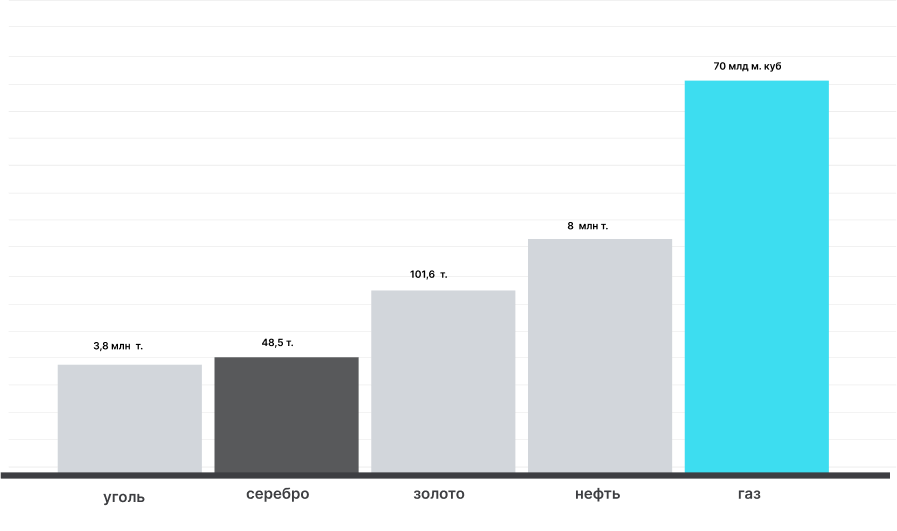 70 млд м. куб
8 млн т.
101,6 т.
48,5 т.
3,8 млн т.
уголь
серебро
золото
нефть
газ